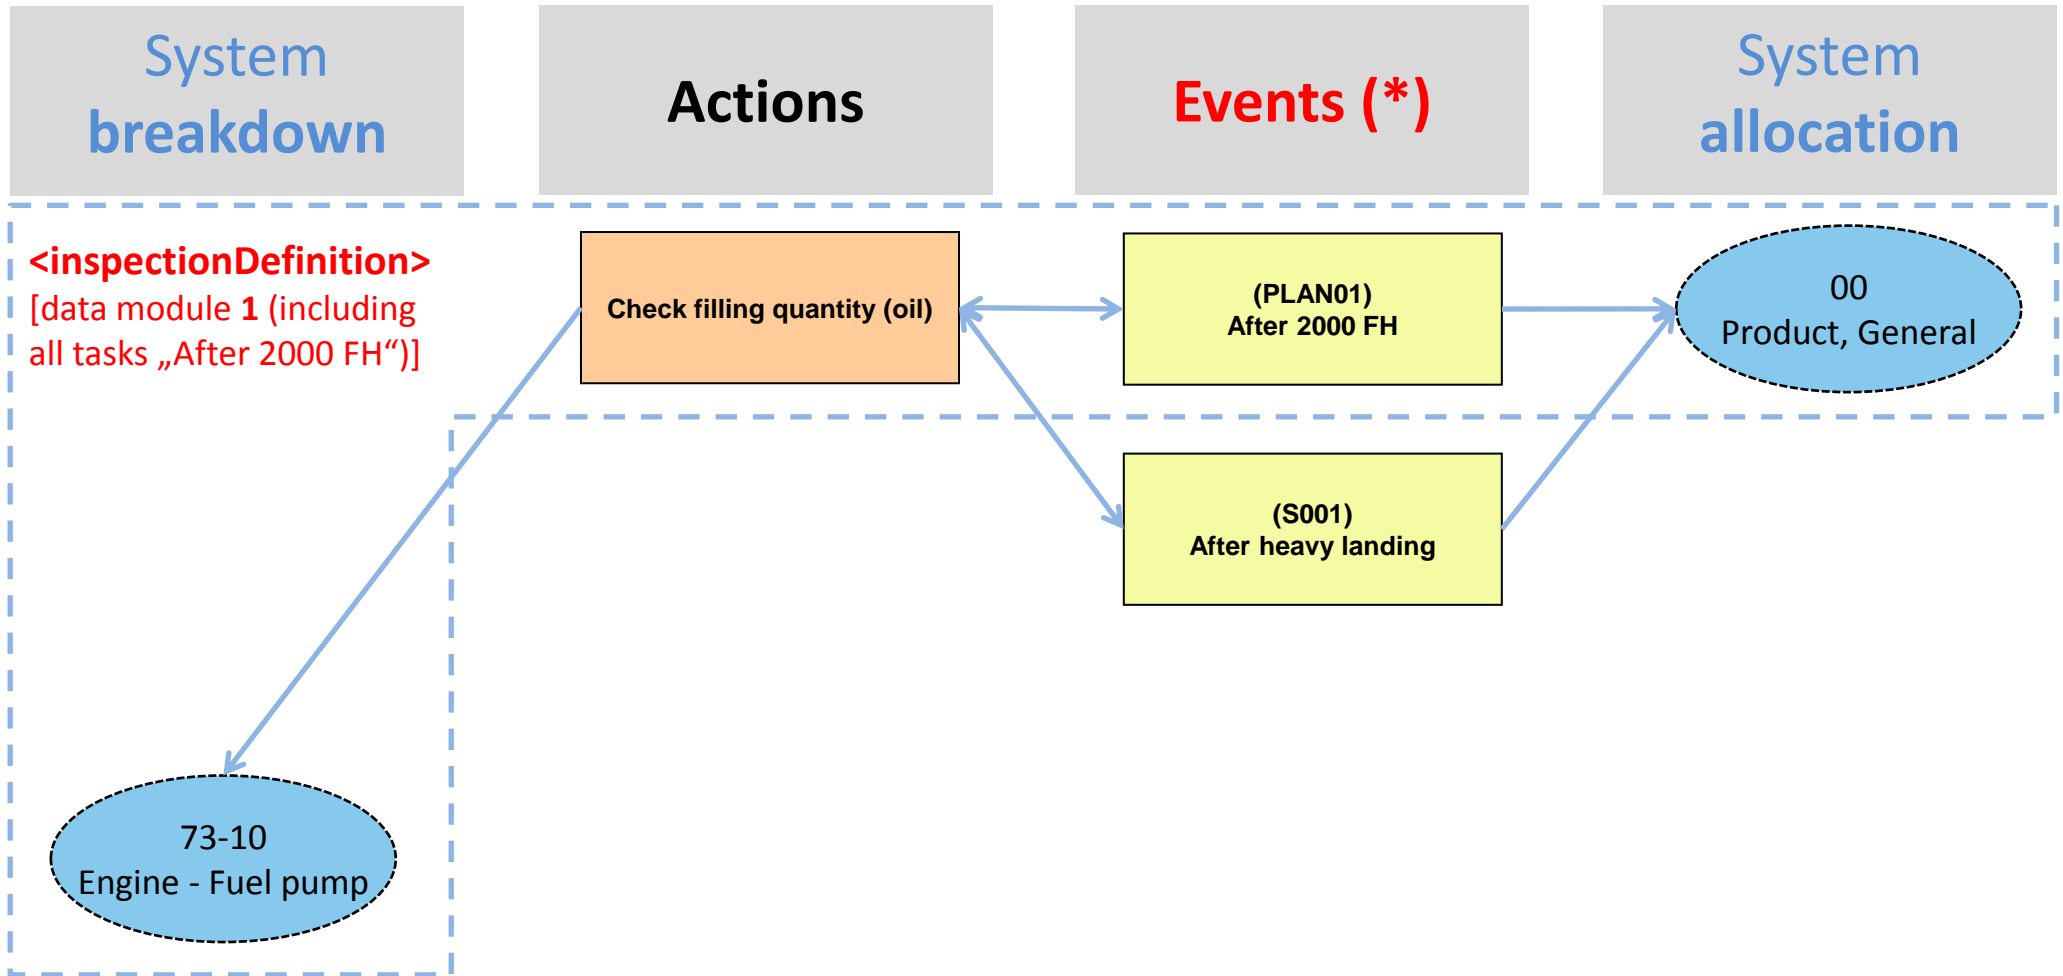 System
breakdown
Actions
Events (*)
System
allocation
<inspectionDefinition>
[data module 1 (including
all tasks „After 2000 FH“)]
Check filling quantity (oil)
(PLAN01)
After 2000 FH
00
Product, General
(S001)
After heavy landing
73-10
Engine - Fuel pump